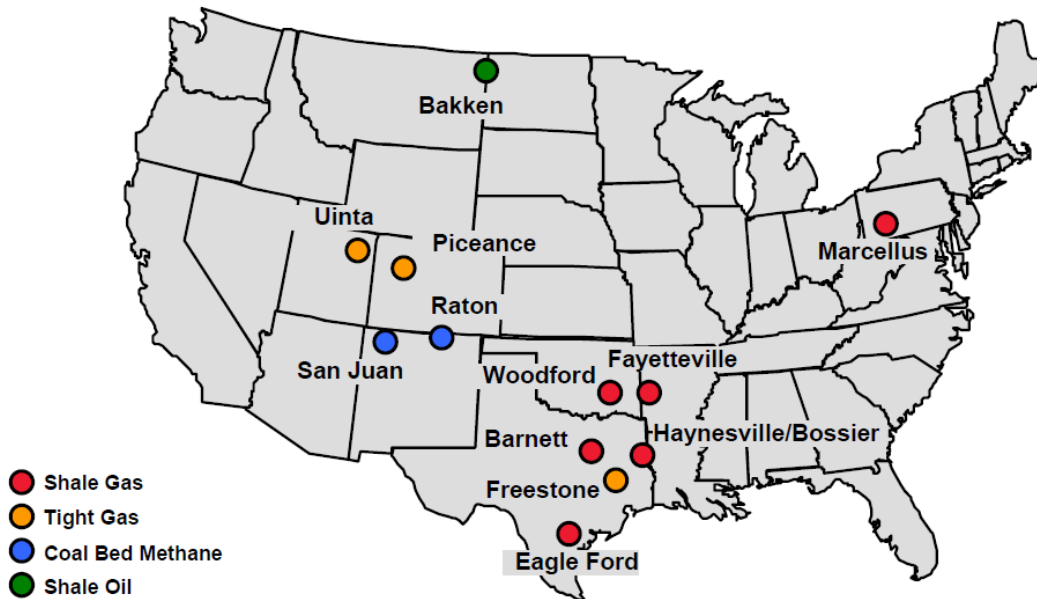 Bakken
Uinta
Piceance
Marcellus
Raton
San Juan
Fayetteville
Woodford
Haynesville/Bossier
Barnett
Freestone
Eagle Ford
Shale Gas
Tight Gas
Coal Bed Methane
Shale Oil